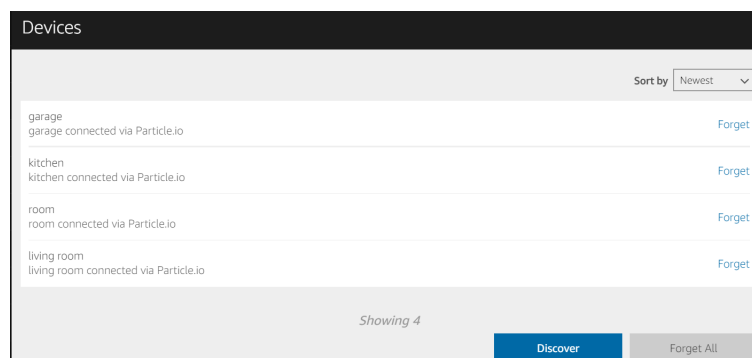 Devices
Sort by Newest
garage
garage connected via Particle.io
Forget
kitchen
kitchen connected via Particle.io
Forget
room
room connected via Particle.io
Forget
living room
living room connected via Particle.io
Forget
Showing 4
Discover Forget All